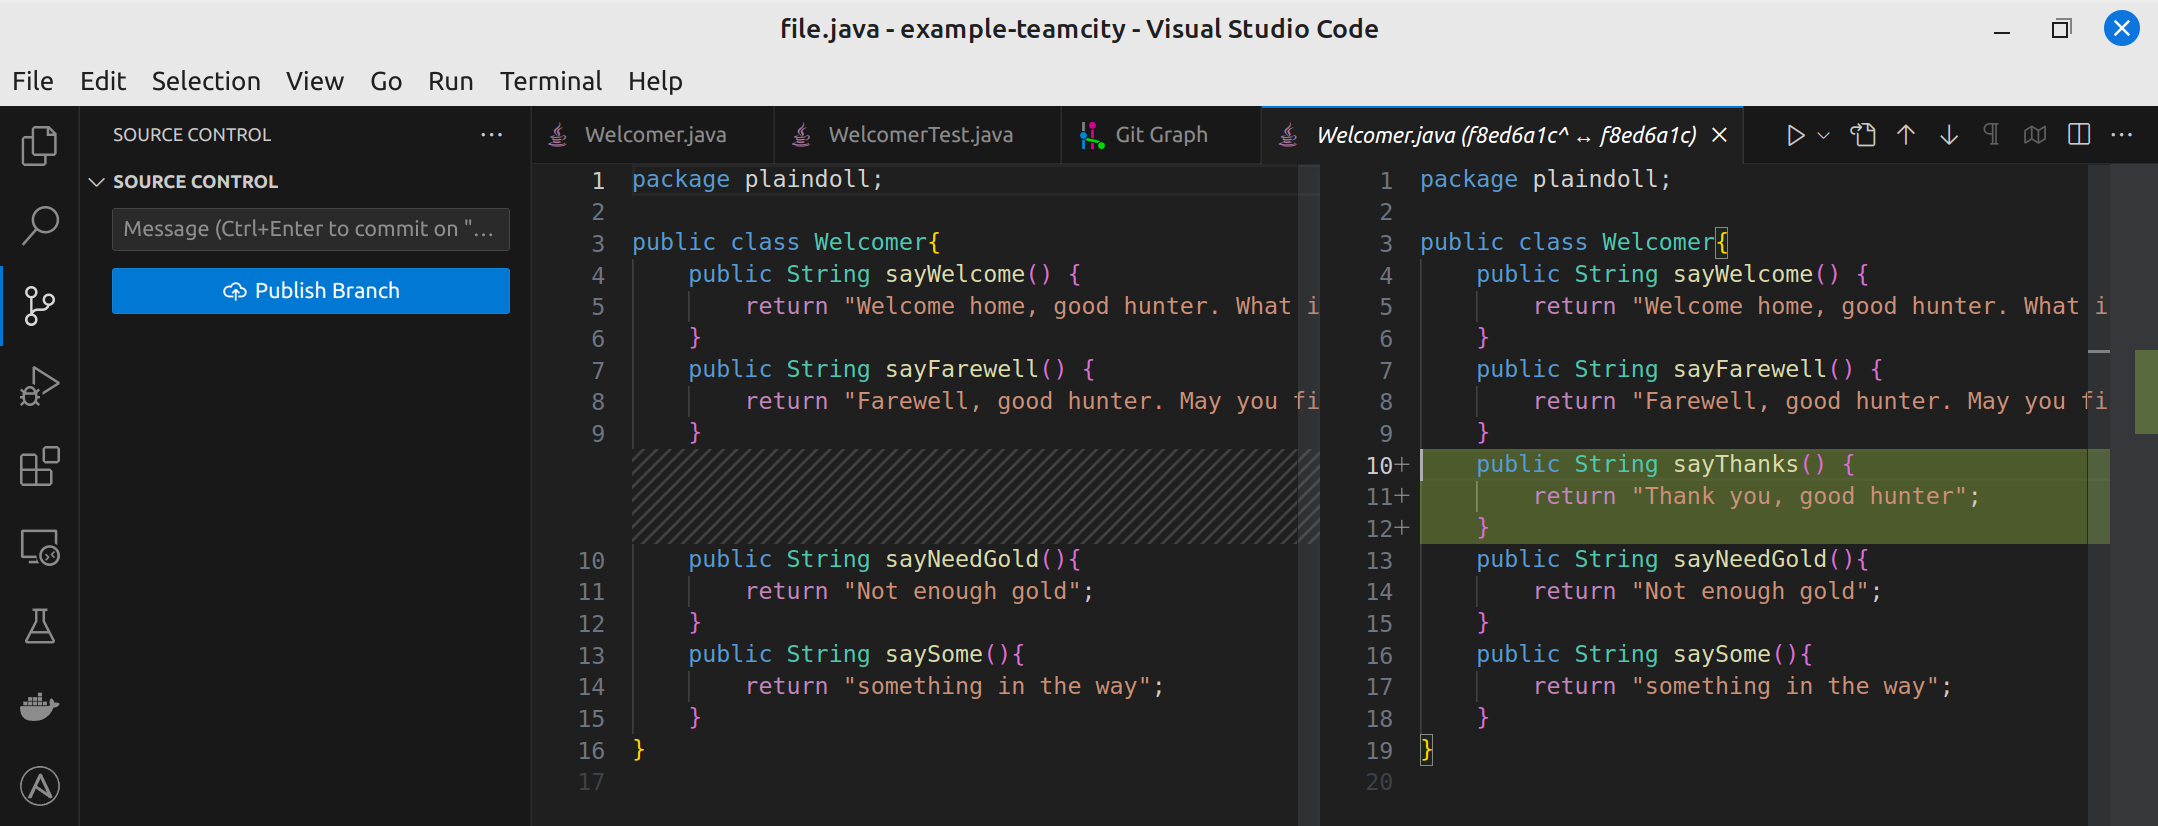 file.java - example-teamcity - Visual Studio Code
File Edit Selection View Go Run Terminal Help
SOURCE CONTROL ···
Welcomer.java WelcomerTest.java Git Graph Welcomer.java (f8ed6a1c^ ↔ f8ed6a1c)
SOURCE CONTROL
Message (Ctrl+Enter to commit on "...
Publish Branch
1 package plaindoll;
2
3 public class Welcomer{
4 public String sayWelcome() {
5 return "Welcome home, good hunter. What i
6 }
7 public String sayFarewell() {
8 return "Farewell, good hunter. May you fi
9 }
10 public String sayNeedGold(){
11 return "Not enough gold";
12 }
13 public String saySome(){
14 return "something in the way";
15 }
16 }
17
1 package plaindoll;
2
3 public class Welcomer{
4 public String sayWelcome() {
5 return "Welcome home, good hunter. What i
6 }
7 public String sayFarewell() {
8 return "Farewell, good hunter. May you fi
9 }
10+ public String sayThanks() {
11+ return "Thank you, good hunter";
12+ }
13 public String sayNeedGold(){
14 return "Not enough gold";
15 }
16 public String saySome(){
17 return "something in the way";
18 }
19 }
20